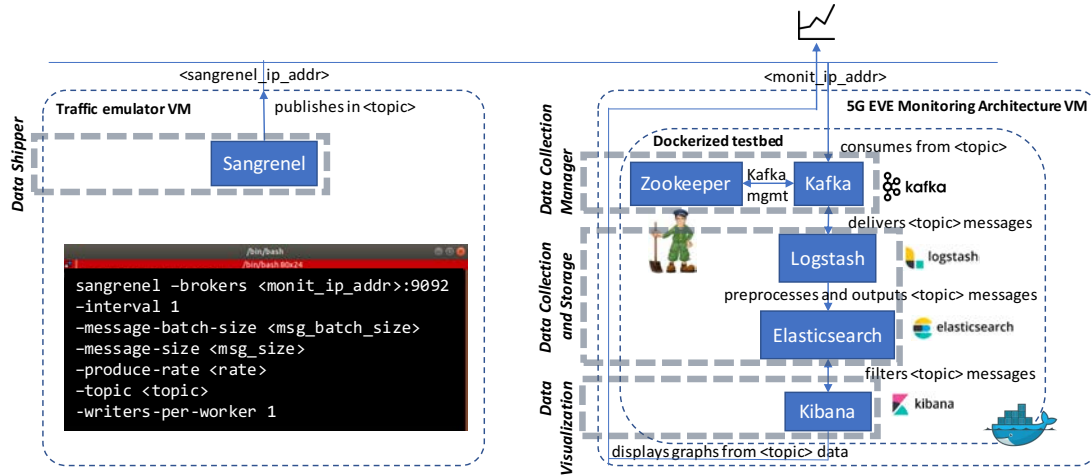 <sangrenel_ip_addr>
<monit_ip_addr>
Traffic emulator VM
publishes in <topic>
Data Shipper
Sangrenel
/bin/bash
/bin/bash 80x24
sangrenel –brokers <monit_ip_addr>:9092
–interval 1
–message-batch-size <msg_batch_size>
–message-size <msg_size>
–produce-rate <rate>
–topic <topic>
–writers-per-worker 1
5G EVE Monitoring Architecture VM
Dockerized testbed
consumes from <topic>
Data Collection
Manager
Zookeeper
Kafka
mgmt
Kafka
kafka
delivers <topic> messages
Data Collection
and Storage
Logstash
logstash
preprocesses and outputs <topic> messages
Elasticsearch
elasticsearch
filters <topic> messages
Data
Visualization
Kibana
kibana
displays graphs from <topic> data